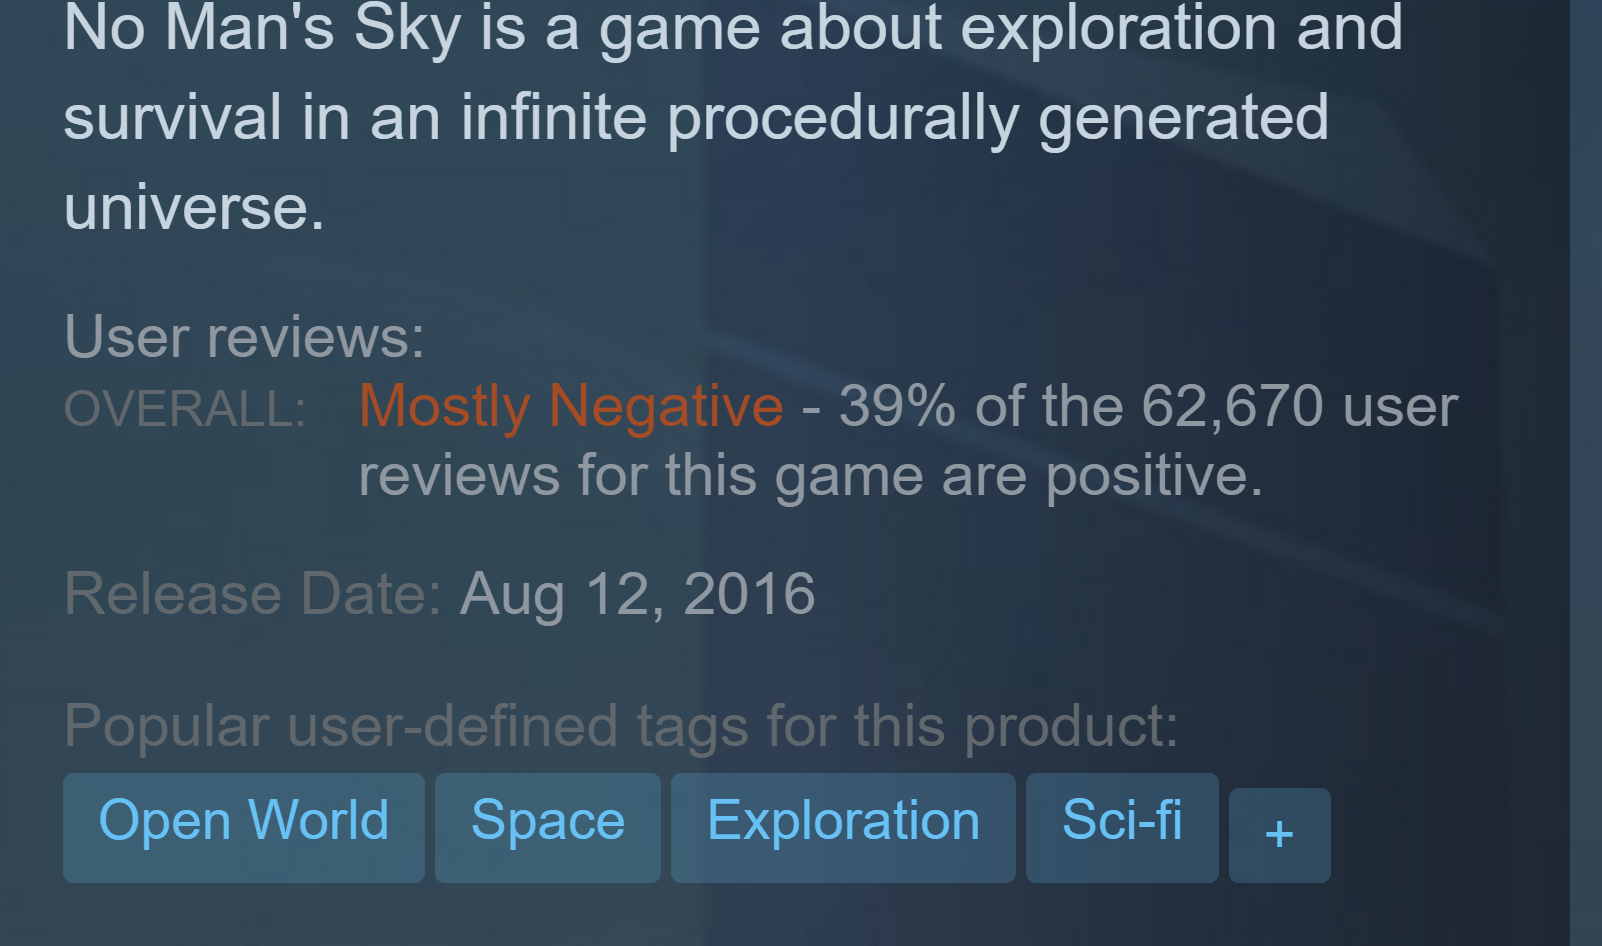 No Man's Sky is a game about exploration and
survival in an infinite procedurally generated
universe.
User reviews:
OVERALL: Mostly Negative - 39% of the 62,670 user
reviews for this game are positive.
Release Date: Aug 12, 2016
Popular user-defined tags for this product:
Open World Space Exploration Sci-fi +